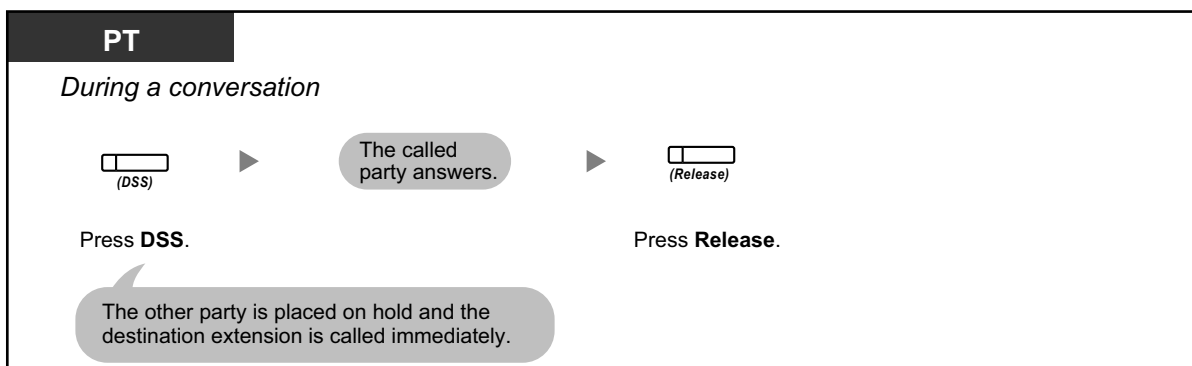 PT
During a conversation
The called
party answers.
(DSS)
(Release)
Press DSS.
Press Release.
The other party is placed on hold and the
destination extension is called immediately.